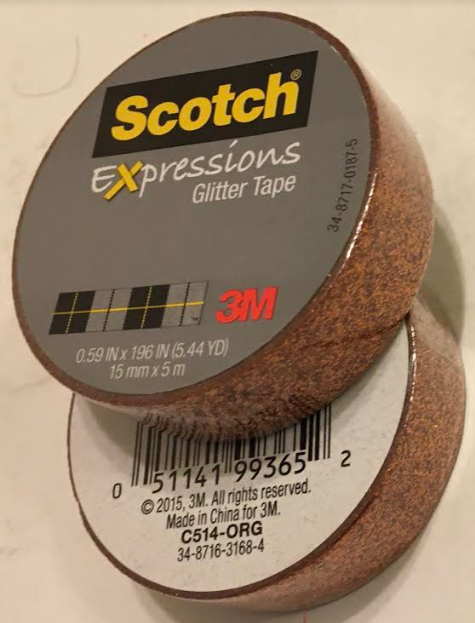 Scotch®
Expressions
Glitter Tape
34-8717-0187-5
3M
0.59 IN x 196 IN (5.44 YD)
15 mm x 5 m
0 51141 99365 2
© 2015, 3M. All rights reserved.
Made in China for 3M.
C514-ORG
34-8716-3168-4